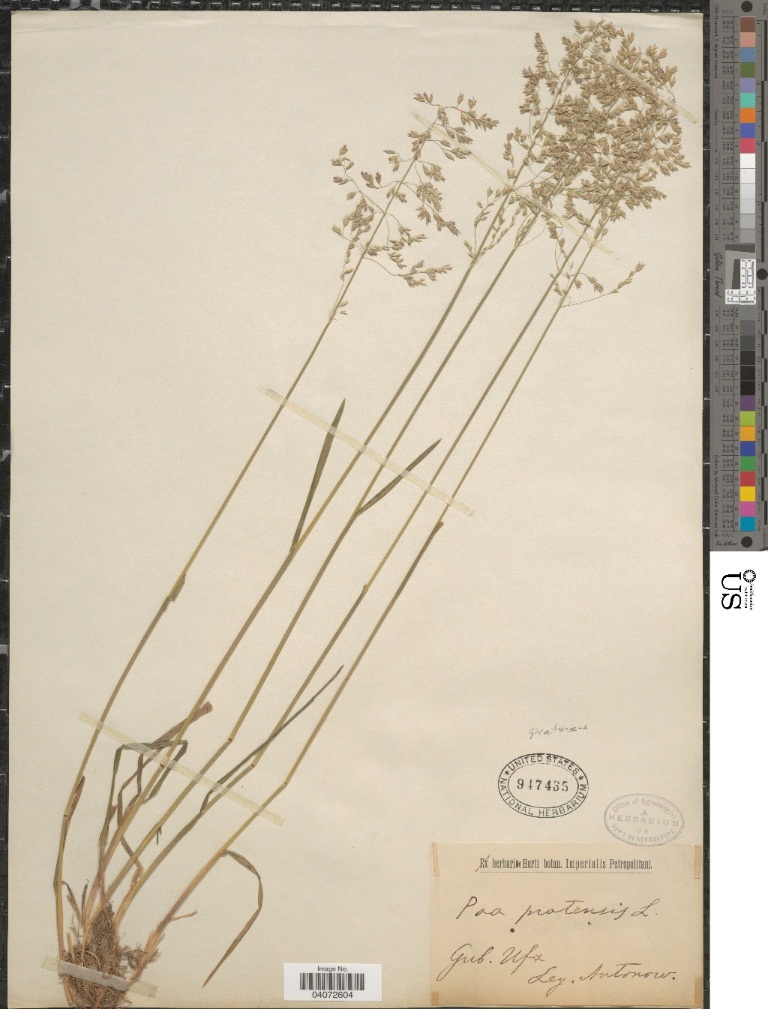 pratensis
UNITED STATES
947435
NATIONAL HERBARIUM
Office of Agrostology
HERBARIUM
DEPT. OF AGRICULTURE
Ex herbario Horti botan. Imperialis Petropolitani.
Poa pratensis L.
Gub. Ufa
Leg. Antonow.
Image No.
04072604
US